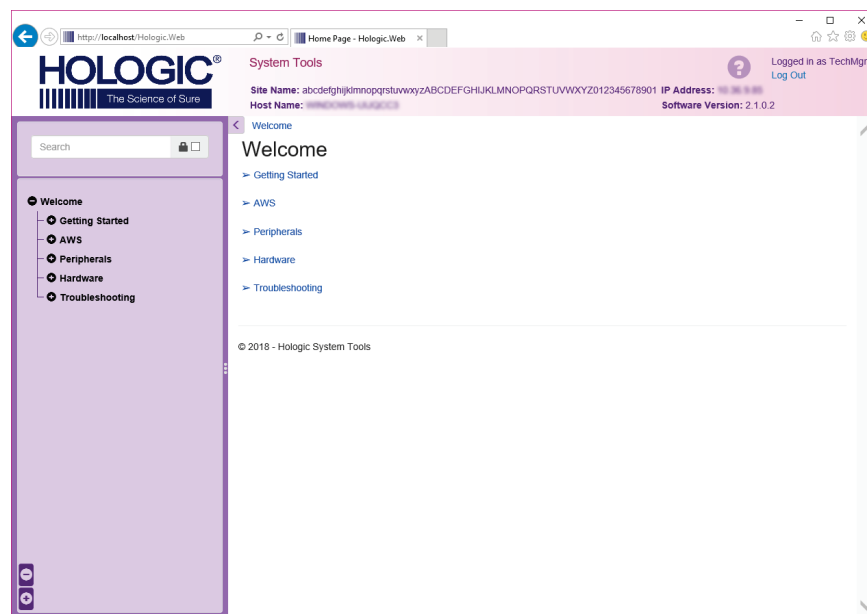 http://localhost/Hologic.Web
Home Page - Hologic.Web
HOLOGIC®
The Science of Sure
System Tools
Logged in as TechMgr
Log Out
Site Name: abcdefghijklmnopqrstuvwxyzABCDEFGHIJKLMNOPQRSTUVWXYZ012345678901 IP Address:
Host Name: Software Version: 2.1.0.2
Search
Welcome
Getting Started
AWS
Peripherals
Hardware
Troubleshooting
Welcome
Welcome
➢ Getting Started
➢ AWS
➢ Peripherals
➢ Hardware
➢ Troubleshooting
© 2018 - Hologic System Tools